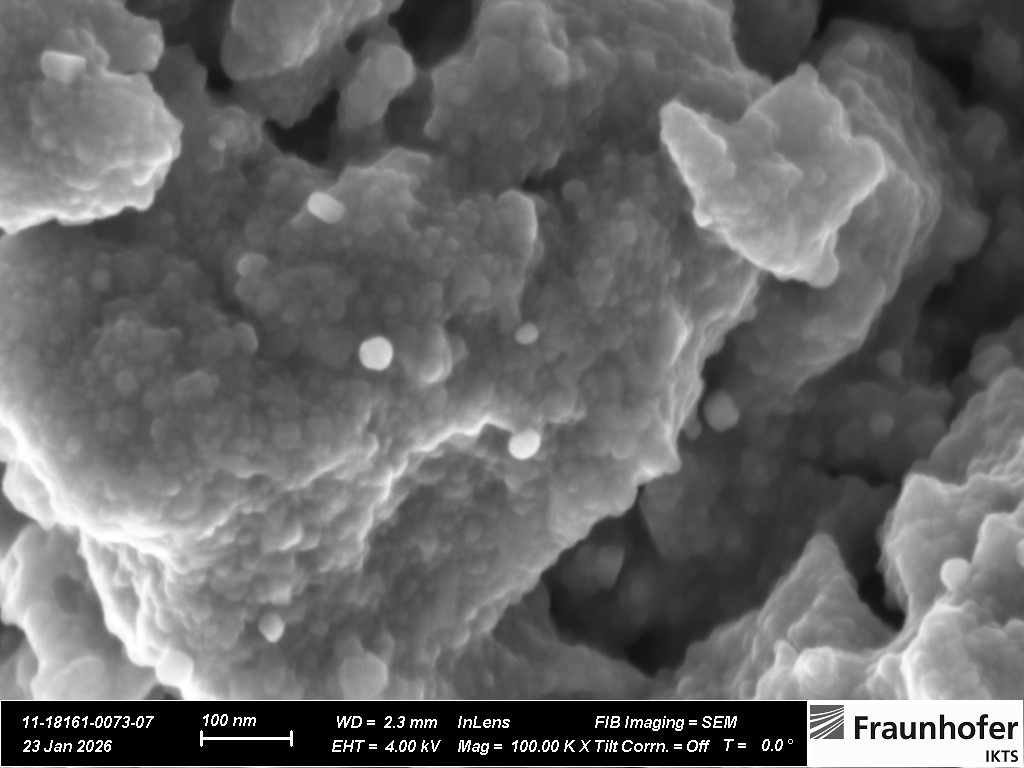 11-18161-0073-07 100 nm WD = 2.3 mm InLens FIB Imaging = SEM
23 Jan 2026 EHT = 4.00 kV Mag = 100.00 K X Tilt Corrn. = Off T = 0.0 °
Fraunhofer
IKTS